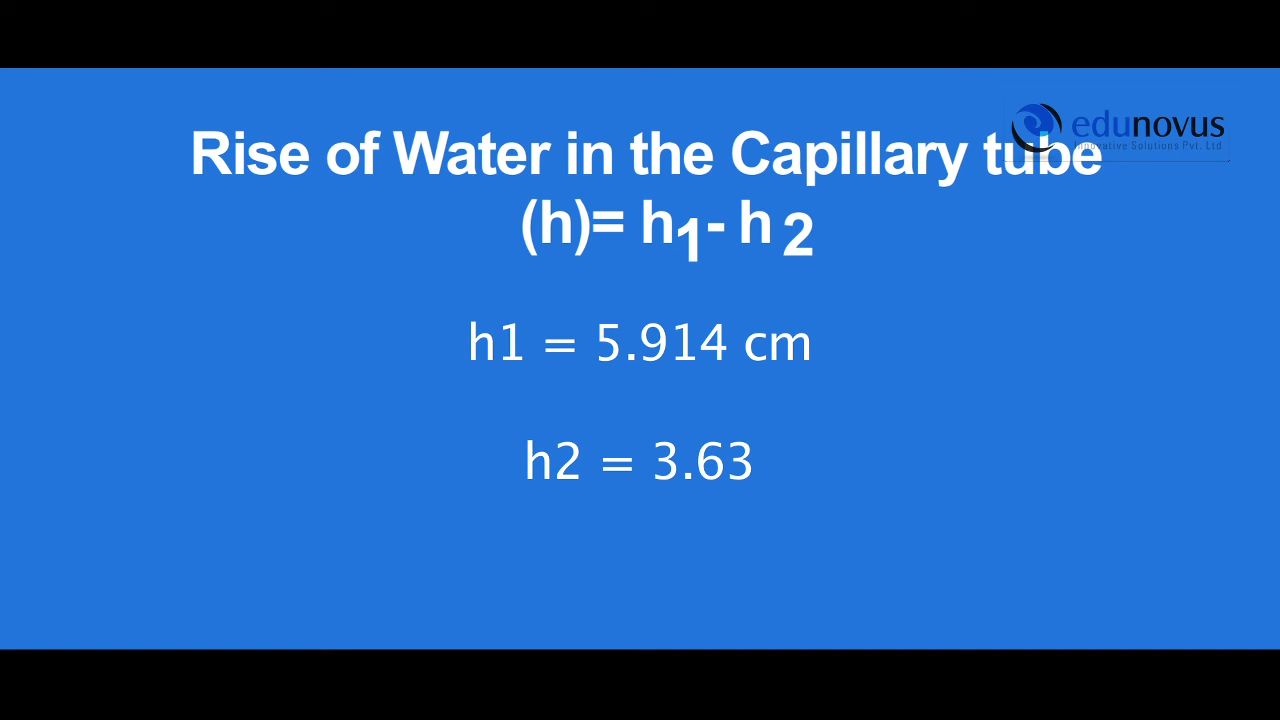 edunovus
Innovative Solutions Pvt. Ltd
Rise of Water in the Capillary tube
(h)= h1- h 2
h1 = 5.914 cm
h2 = 3.63